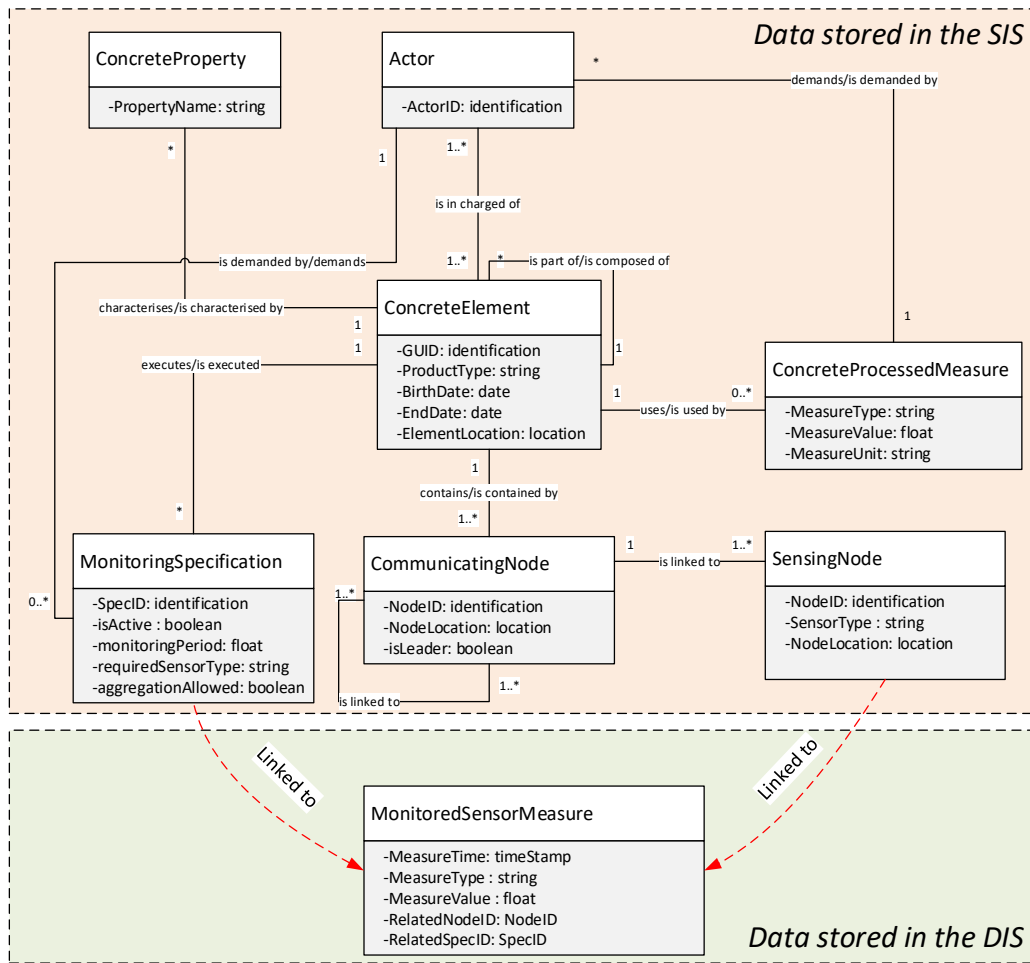 Data stored in the SIS
ConcreteProperty
-PropertyName: string
Actor
-ActorID: identification
*
demands/is demanded by
*
1
1..*
is in charged of
is demanded by/demands
1..*
*
is part of/is composed of
characterises/is characterised by
1
1
executes/is executed
ConcreteElement
-GUID: identification
-ProductType: string
-BirthDate: date
-EndDate: date
-ElementLocation: location
1
1
0..*
uses/is used by
1
ConcreteProcessedMeasure
-MeasureType: string
-MeasureValue: float
-MeasureUnit: string
1
contains/is contained by
1..*
*
MonitoringSpecification
-SpecID: identification
-isActive : boolean
-monitoringPeriod: float
-requiredSensorType: string
-aggregationAllowed: boolean
0..*
CommunicatingNode
-NodeID: identification
-NodeLocation: location
-isLeader: boolean
1..*
1..*
is linked to
1
1..*
is linked to
SensingNode
-NodeID: identification
-SensorType : string
-NodeLocation: location
Linked to
Linked to
MonitoredSensorMeasure
-MeasureTime: timeStamp
-MeasureType : string
-MeasureValue : float
-RelatedNodeID: NodeID
-RelatedSpecID: SpecID
Data stored in the DIS